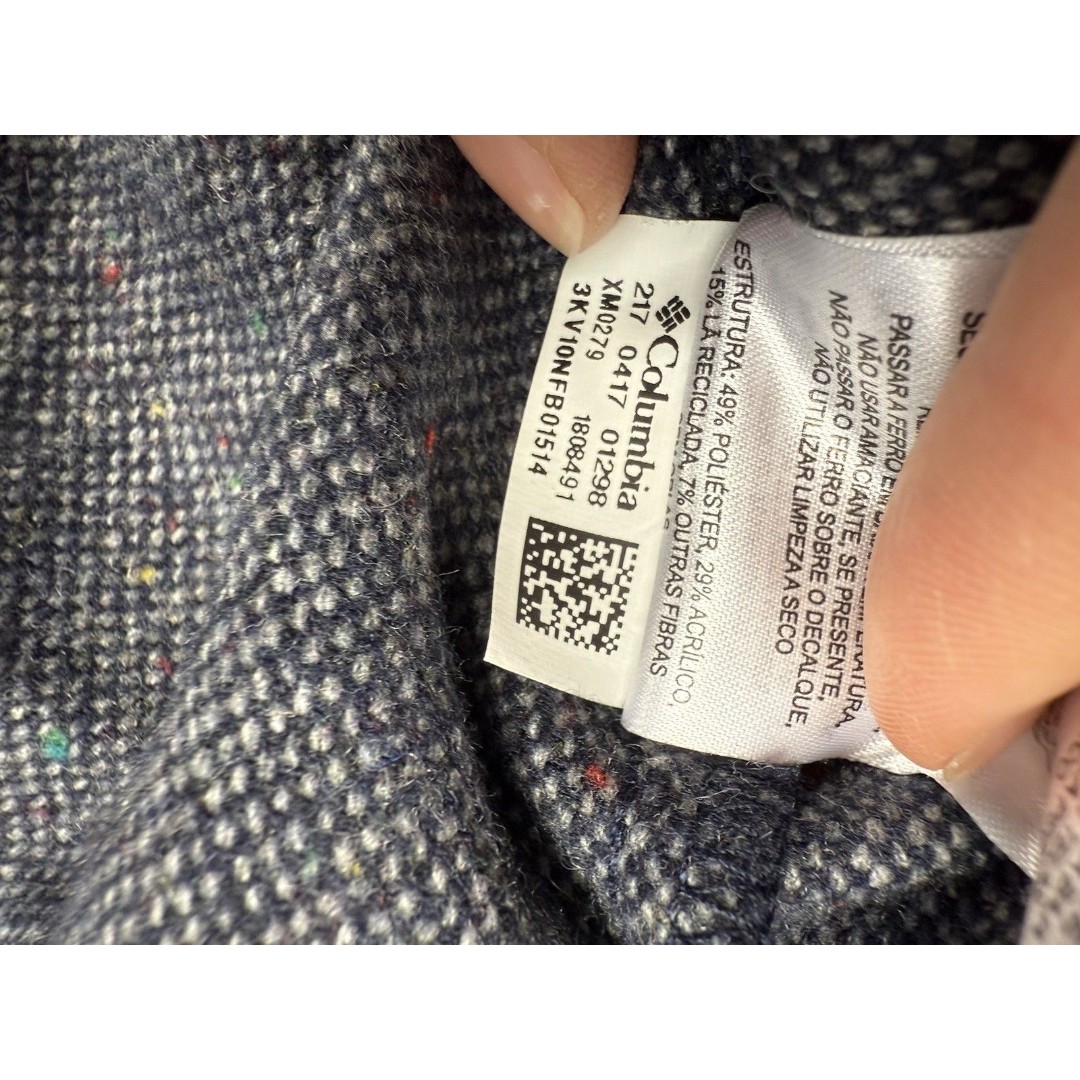 Columbia
217 0417 01298
XM0279 1808491
3KV10NFB01514
ESTRUTURA: 49% POLIÉSTER, 29% ACRÍLICO,
15% LÃ RECICLADA, 7% OUTRAS FIBRAS
PASSAR A FERRO EM
NÃO USAR AMACIANTE, SE PRESENTE,
NÃO PASSAR O FERRO SOBRE O DECALQUE,
NÃO UTILIZAR LIMPEZA A SECO